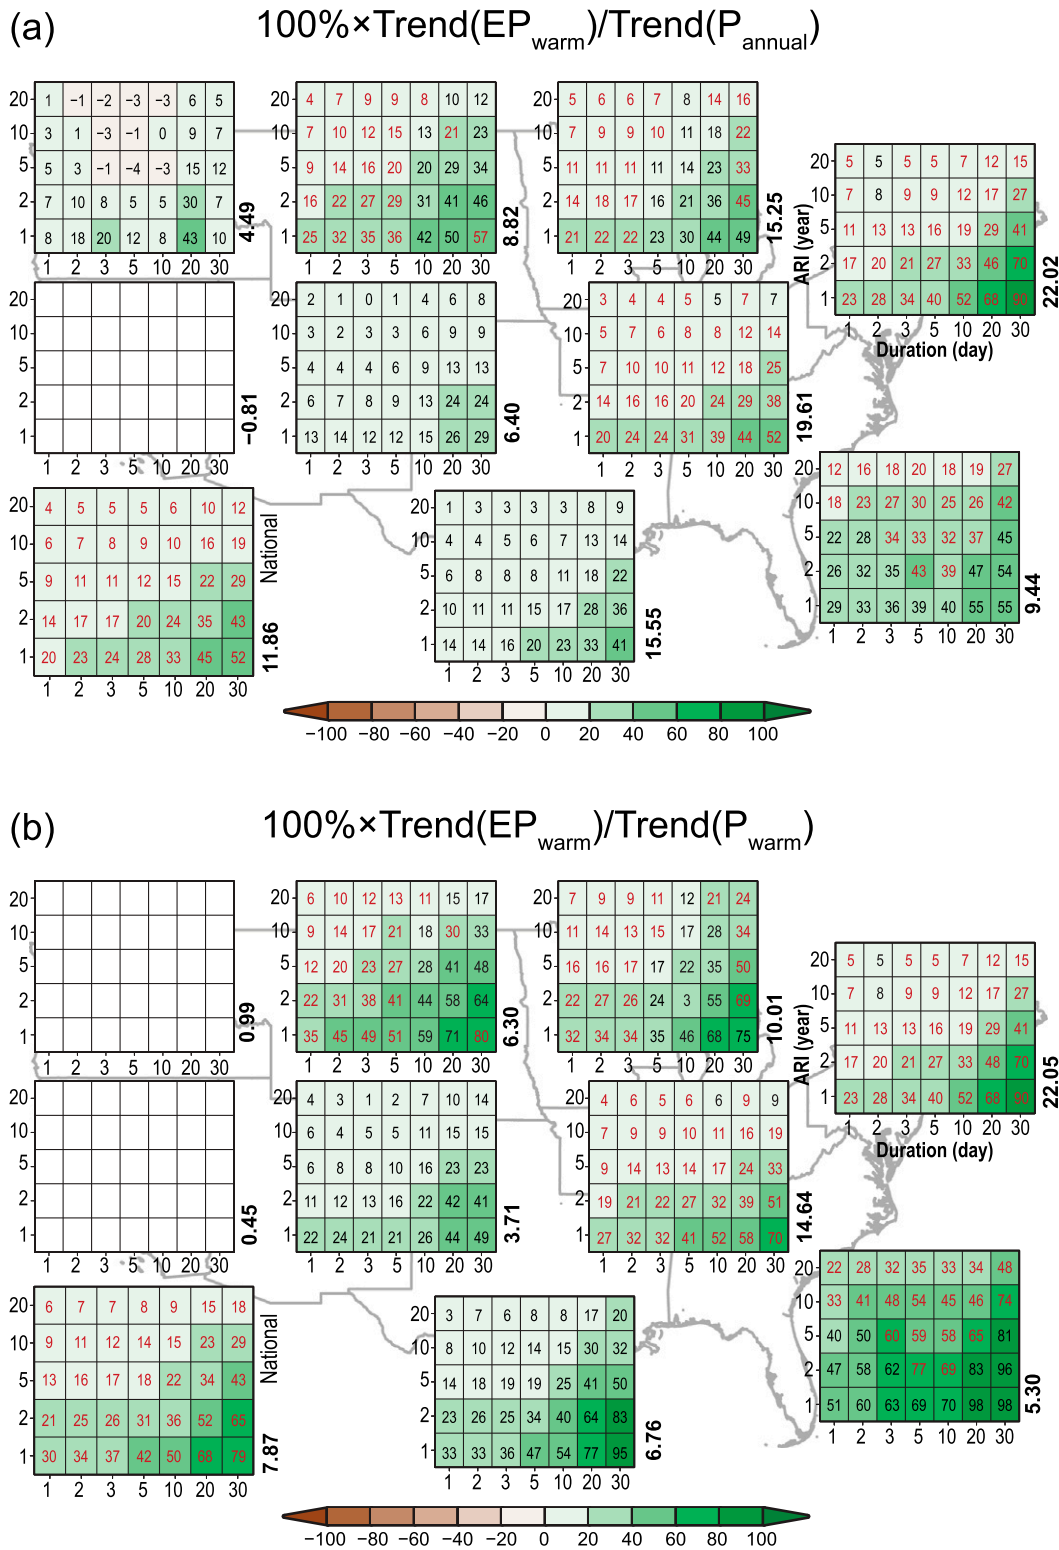 (a)
100%×Trend(EPwarm)/Trend(Pannual)
20 1 −1 −2 −3 −3 6 5
10 3 1 −3 −1 0 9 7
5 5 3 −1 −4 −3 15 12
2 7 10 8 5 5 30 7
1 8 18 20 12 8 43 10
1 2 3 5 10 20 30
4.49
20 4 7 9 9 8 10 12
10 7 10 12 15 13 21 23
5 9 14 16 20 20 29 34
2 16 22 27 29 31 41 46
1 25 32 35 36 42 50 57
1 2 3 5 10 20 30
8.82
20 5 6 6 7 8 14 16
10 7 9 9 10 11 18 22
5 11 11 11 11 14 23 33
2 14 18 17 16 21 36 45
1 21 22 22 23 30 44 49
1 2 3 5 10 20 30
15.25
ARI (year)
20 5 5 5 5 7 12 15
10 7 8 9 9 12 17 27
5 11 13 13 16 19 29 41
2 17 20 21 27 33 46 70
1 23 28 34 40 52 68 90
1 2 3 5 10 20 30
Duration (day)
22.02
20
10
5
2
1
1 2 3 5 10 20 30
−0.81
20 2 1 0 1 4 6 8
10 3 2 3 3 6 9 9
5 4 4 4 6 9 13 13
2 6 7 8 9 13 24 24
1 13 14 12 12 15 26 29
1 2 3 5 10 20 30
6.40
20 3 4 4 5 5 7 7
10 5 7 6 8 8 12 14
5 7 10 10 11 12 18 25
2 14 16 16 20 24 29 38
1 20 24 24 31 39 44 52
1 2 3 5 10 20 30
19.61
20 12 16 18 20 18 19 27
10 18 23 27 30 25 26 42
5 22 28 34 33 32 37 45
2 26 32 35 43 39 47 54
1 29 33 36 39 40 55 55
1 2 3 5 10 20 30
9.44
20 4 5 5 5 6 10 12
10 6 7 8 9 10 16 19
5 9 11 11 12 15 22 29
2 14 17 17 20 24 35 43
1 20 23 24 28 33 45 52
1 2 3 5 10 20 30
National
11.86
20 1 3 3 3 3 8 9
10 4 4 5 6 7 13 14
5 6 8 8 8 11 18 22
2 10 11 11 15 17 28 36
1 14 14 16 20 23 33 41
1 2 3 5 10 20 30
15.55
−100 −80 −60 −40 −20 0 20 40 60 80 100
(b)
100%×Trend(EPwarm)/Trend(Pwarm)
20
10
5
2
1
1 2 3 5 10 20 30
0.99
20 6 10 12 13 11 15 17
10 9 14 17 21 18 30 33
5 12 20 23 27 28 41 48
2 22 31 38 41 44 58 64
1 35 45 49 51 59 71 80
1 2 3 5 10 20 30
6.30
20 7 9 9 11 12 21 24
10 11 14 13 15 17 28 34
5 16 16 17 17 22 35 50
2 22 27 26 24 3 55 69
1 32 34 34 35 46 68 75
1 2 3 5 10 20 30
10.01
ARI (year)
20 5 5 5 5 7 12 15
10 7 8 9 9 12 17 27
5 11 13 13 16 19 29 41
2 17 20 21 27 33 48 70
1 23 28 34 40 52 68 90
1 2 3 5 10 20 30
Duration (day)
22.05
20
10
5
2
1
1 2 3 5 10 20 30
0.45
20 4 3 1 2 7 10 14
10 6 4 5 5 11 15 15
5 6 8 8 10 16 23 23
2 11 12 13 16 22 42 41
1 22 24 21 21 26 44 49
1 2 3 5 10 20 30
3.71
20 4 6 5 6 6 9 9
10 7 9 9 10 11 16 19
5 9 14 13 14 17 24 33
2 19 21 22 27 32 39 51
1 27 32 32 41 52 58 70
1 2 3 5 10 20 30
14.64
20 22 28 32 35 33 34 48
10 33 41 48 54 45 46 74
5 40 50 60 59 58 65 81
2 47 58 62 77 69 83 96
1 51 60 63 69 70 98 98
1 2 3 5 10 20 30
5.30
20 6 7 7 8 9 15 18
10 9 11 12 14 15 23 29
5 13 16 17 18 22 34 43
2 21 25 26 31 36 52 65
1 30 34 37 42 50 68 79
1 2 3 5 10 20 30
National
7.87
20 3 7 6 8 8 17 20
10 8 10 12 14 15 30 32
5 14 18 19 19 25 41 50
2 23 26 25 34 40 64 83
1 33 33 36 47 54 77 95
1 2 3 5 10 20 30
6.76
−100 −80 −60 −40 −20 0 20 40 60 80 100